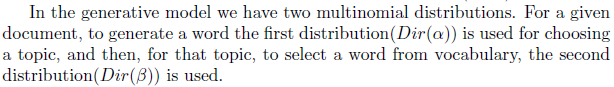 In the generative model we have two multinomial distributions. For a given
document, to generate a word the first distribution(Dir(α)) is used for choosing
a topic, and then, for that topic, to select a word from vocabulary, the second
distribution(Dir(β)) is used.